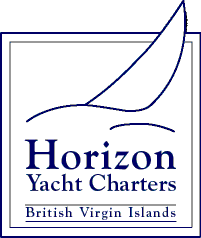 Horizon
Yacht Charters
British Virgin Islands